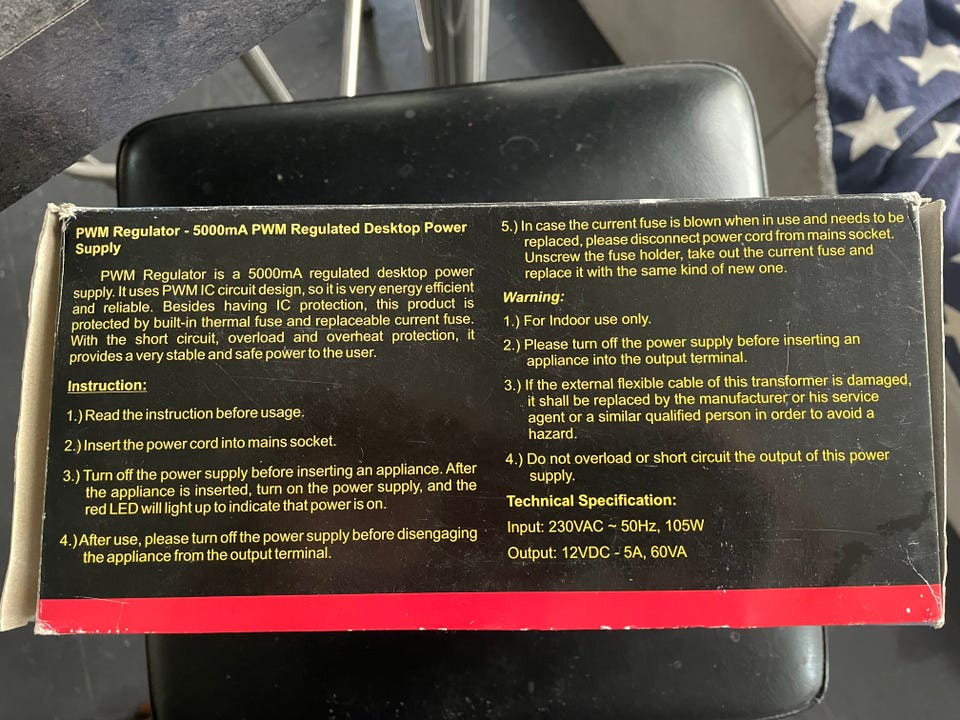 PWM Regulator - 5000mA PWM Regulated Desktop Power
Supply
PWM Regulator is a 5000mA regulated desktop power
supply. It uses PWM IC circuit design, so it is very energy efficient
and reliable. Besides having IC protection, this product is
protected by built-in thermal fuse and replaceable current fuse.
With the short circuit, overload and overheat protection, it
provides a very stable and safe power to the user.
Instruction:
1.) Read the instruction before usage.
2.) Insert the power cord into mains socket.
3.) Turn off the power supply before inserting an appliance. After
the appliance is inserted, turn on the power supply, and the
red LED will light up to indicate that power is on.
4.) After use, please turn off the power supply before disengaging
the appliance from the output terminal.
5.) In case the current fuse is blown when in use and needs to be
replaced, please disconnect power cord from mains socket.
Unscrew the fuse holder, take out the current fuse and
replace it with the same kind of new one.
Warning:
1.) For Indoor use only.
2.) Please turn off the power supply before inserting an
appliance into the output terminal.
3.) If the external flexible cable of this transformer is damaged,
it shall be replaced by the manufacturer or his service
agent or a similar qualified person in order to avoid a
hazard.
4.) Do not overload or short circuit the output of this power
supply.
Technical Specification:
Input: 230VAC ~ 50Hz, 105W
Output: 12VDC - 5A, 60VA